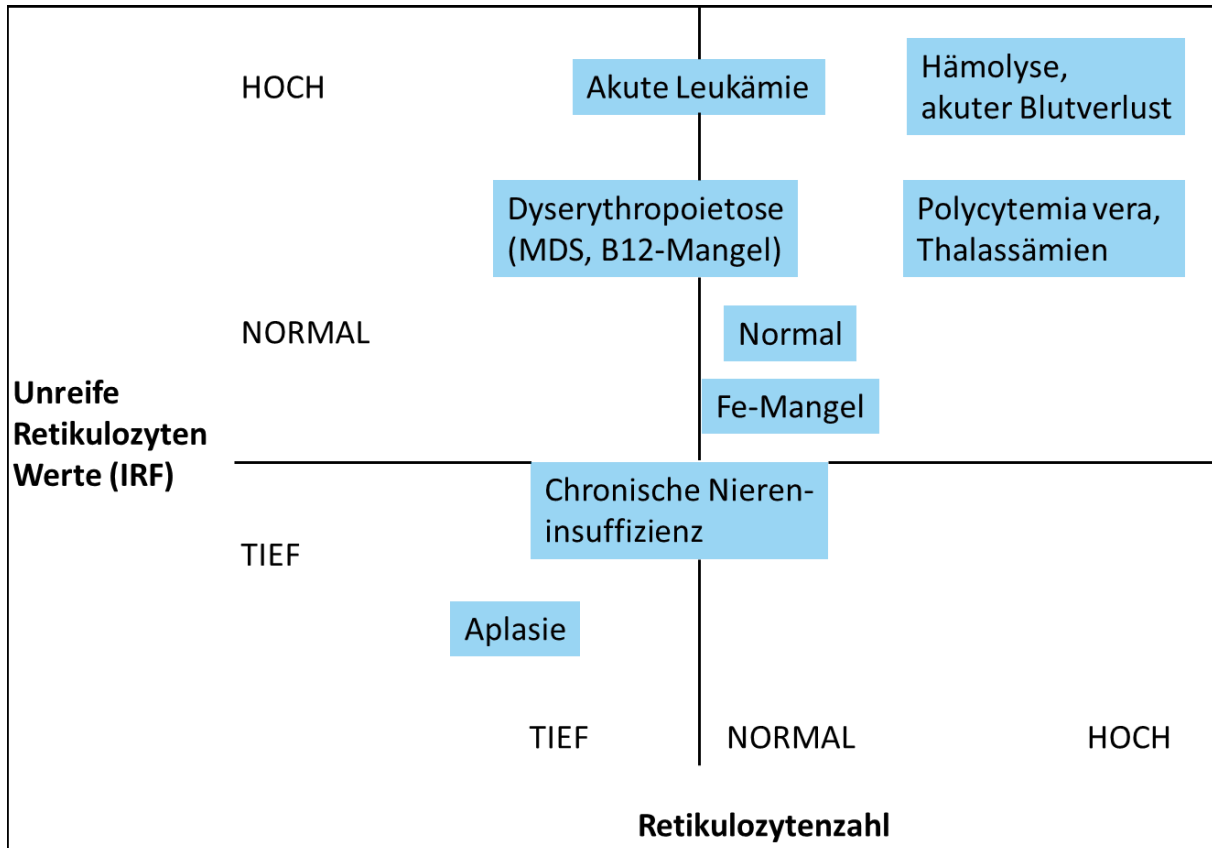 HOCH
Akute Leukämie
Hämolyse,
akuter Blutverlust
Dyserythropoietose
(MDS, B12-Mangel)
Polycytemia vera,
Thalassämien
NORMAL
Normal
Fe-Mangel
Unreife
Retikulozyten
Werte (IRF)
Chronische Nieren-
insuffizienz
TIEF
Aplasie
TIEF
NORMAL
HOCH
Retikulozytenzahl